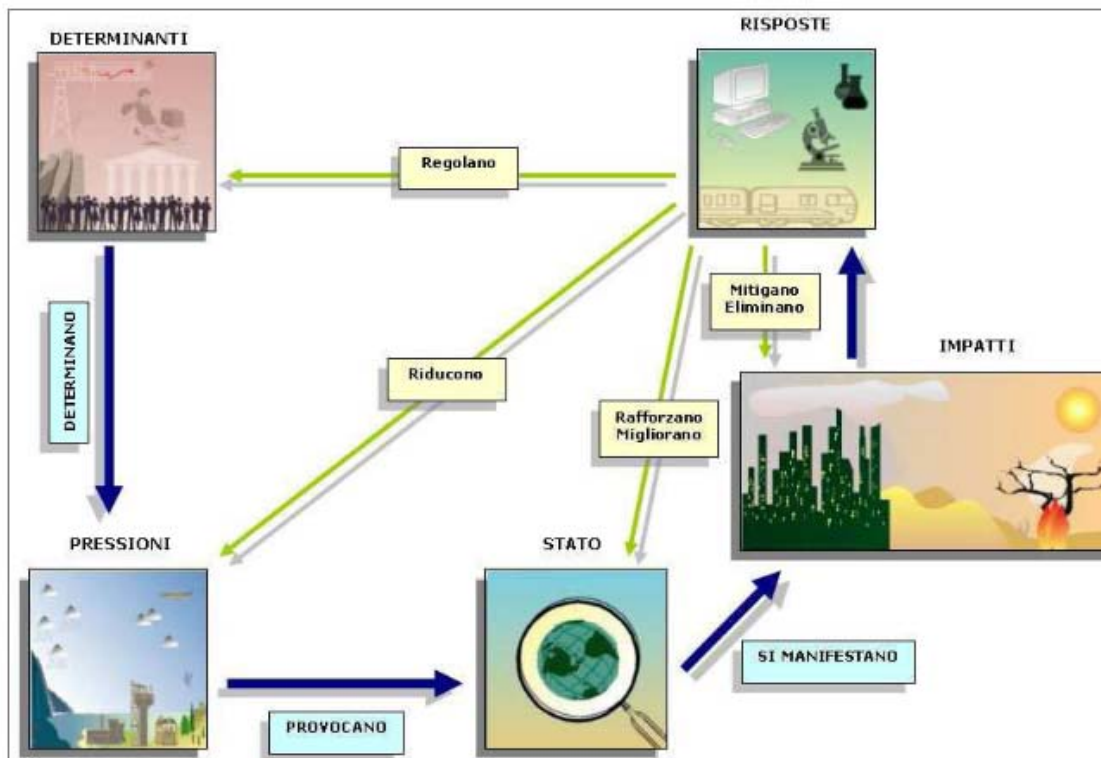 DETERMINANTI
RISPOSTE
Regolano
Mitigano
Eliminano
DETERMINANO
IMPATTI
Riducono
Rafforzano
Migliorano
PRESSIONI
STATO
SI MANIFESTANO
PROVOCANO